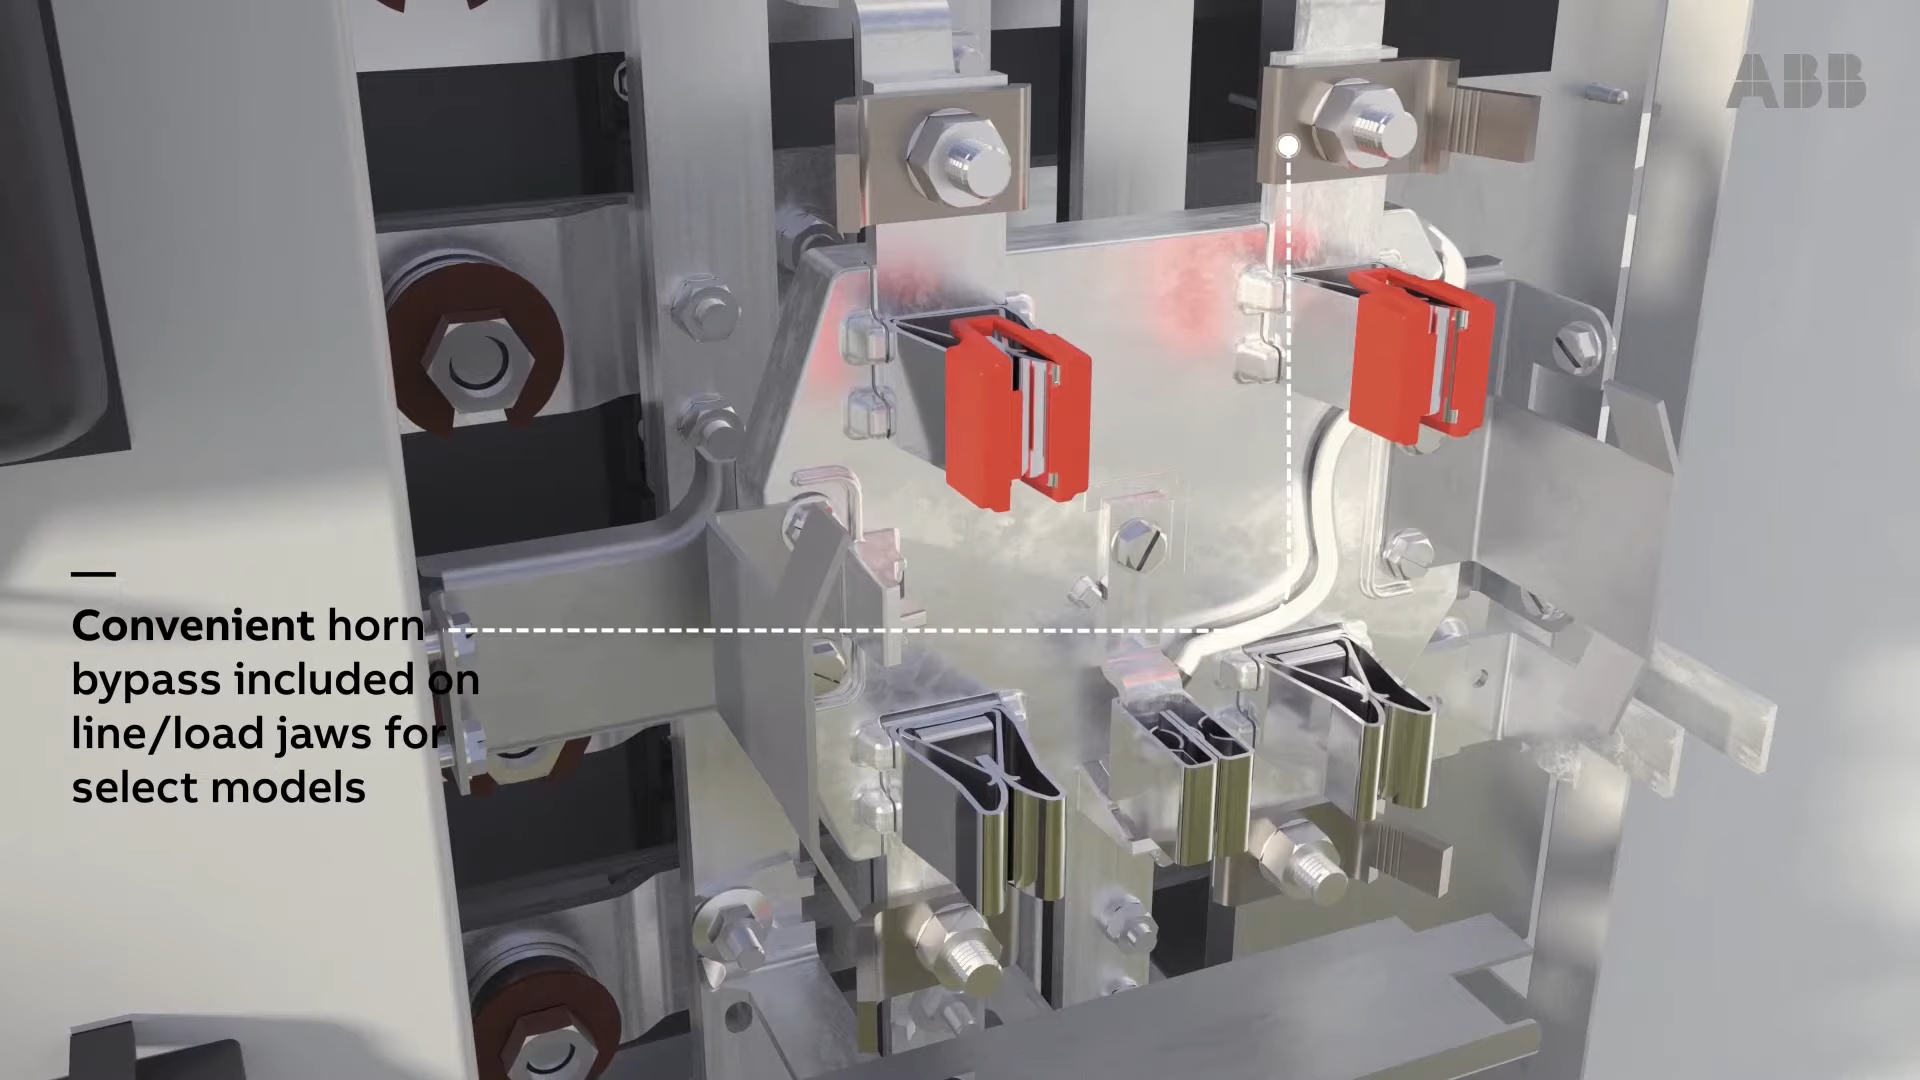 ABB
Convenient horn
bypass included on
line/load jaws for
select models